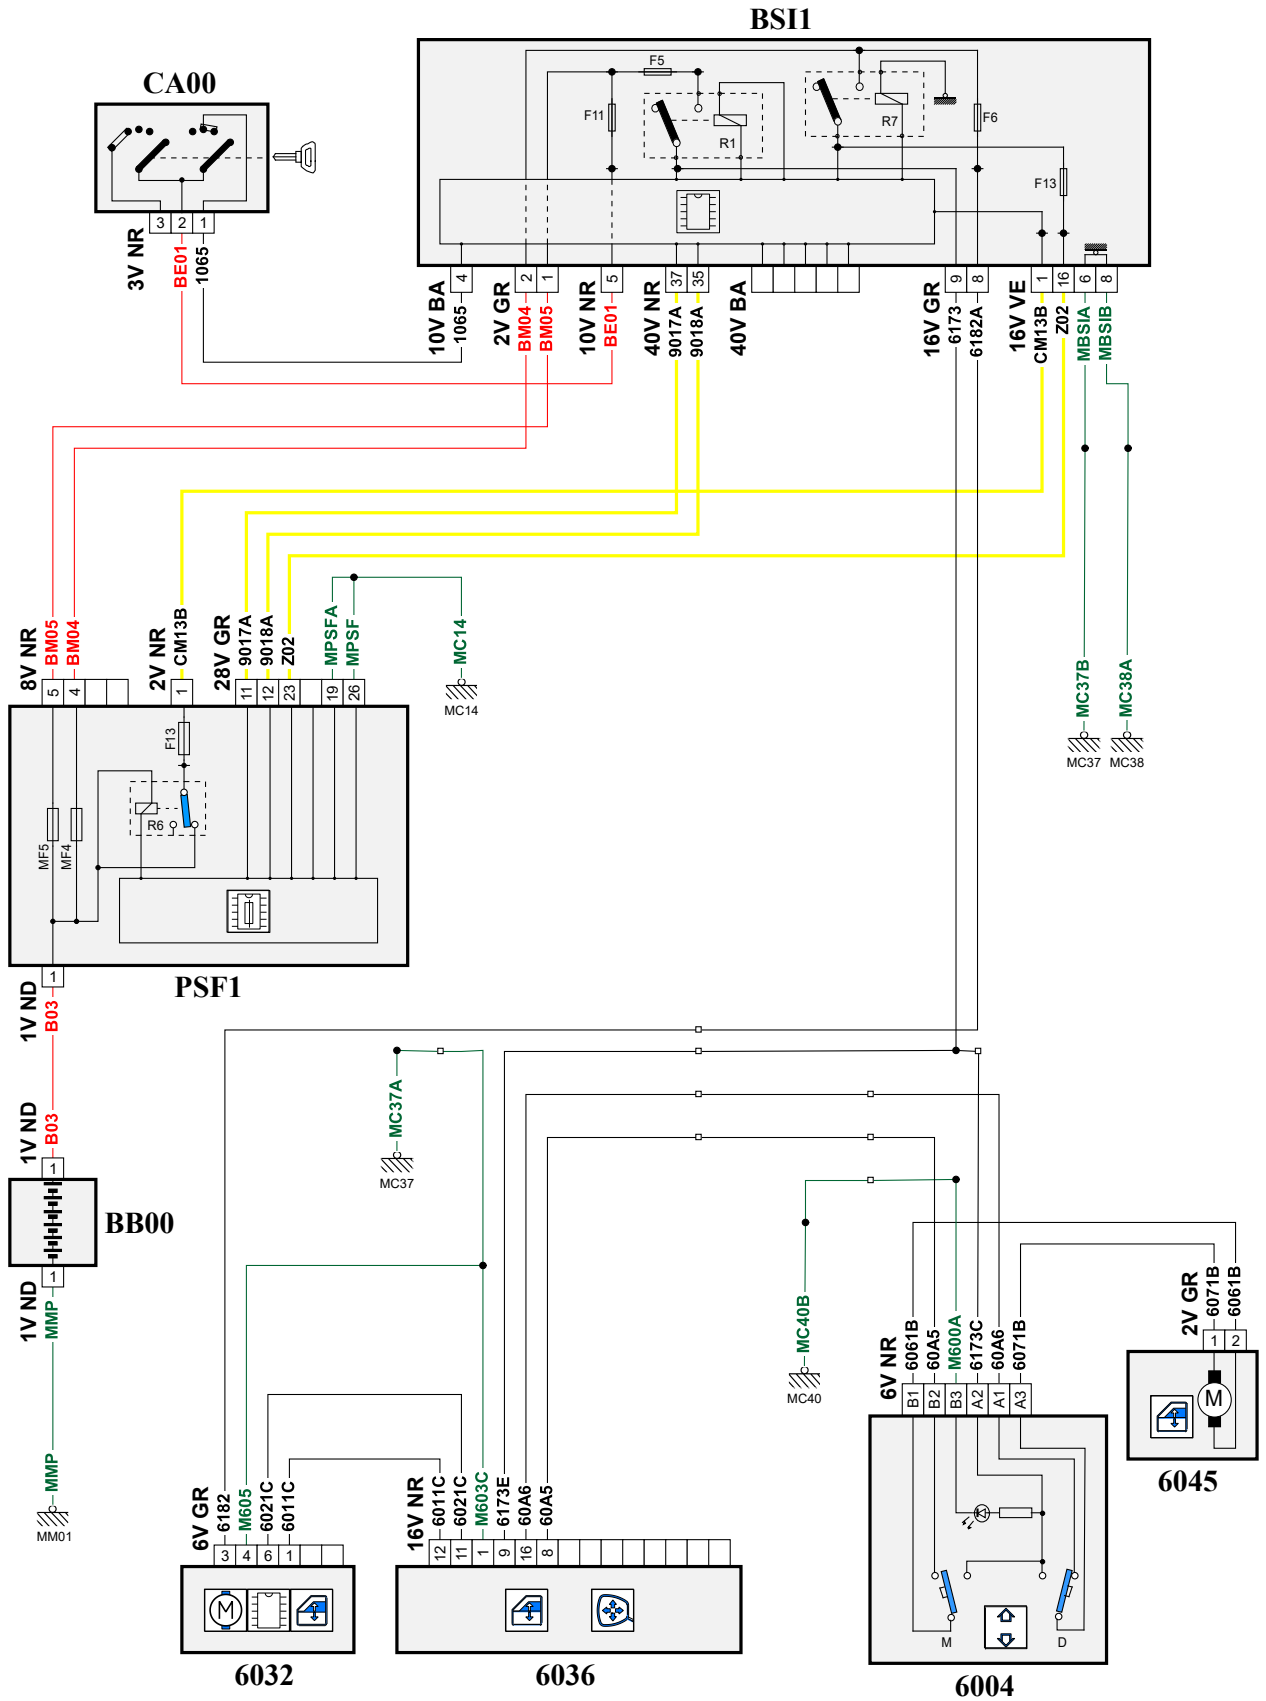 BSI1
CA00
F5
F11
R1
R7
F6
F13
3 2 1
3V NR
BE01
1065
4 2 1 5 37 35 9 8 1 16 6 8
10V BA
1065
2V GR
BM04
BM05
10V NR
BE01
40V NR
9017A
9018A
40V BA
16V GR
6173
6182A
16V VE
CM13B
Z02
MBSIA
MBSIB
8V NR
BM05
BM04
2V NR
CM13B
28V GR
9017A
9018A
Z02
MPSFA
MPSF
MC14
MC14
MC37B
MC38A
MC37
MC38
5 4 1 11 12 23 19 26
F13
R6
MF5
MF4
1
PSF1
1V ND
B03
1V ND
B03
1
BB00
1
1V ND
MMP
MMP
MM01
MC37A
MC37
MC40B
MC40
M600A
6V GR
6182
M605
6021C
6011C
3 4 6 1
6032
16V NR
6011C
6021C
M603C
6173E
60A6
60A5
12 11 1 9 16 8
6036
6V NR
6061B
60A5
6173C
60A6
6071B
B1 B2 B3 A2 A1 A3
M
D
6004
2V GR
6071B
6061B
1 2
M
6045
M